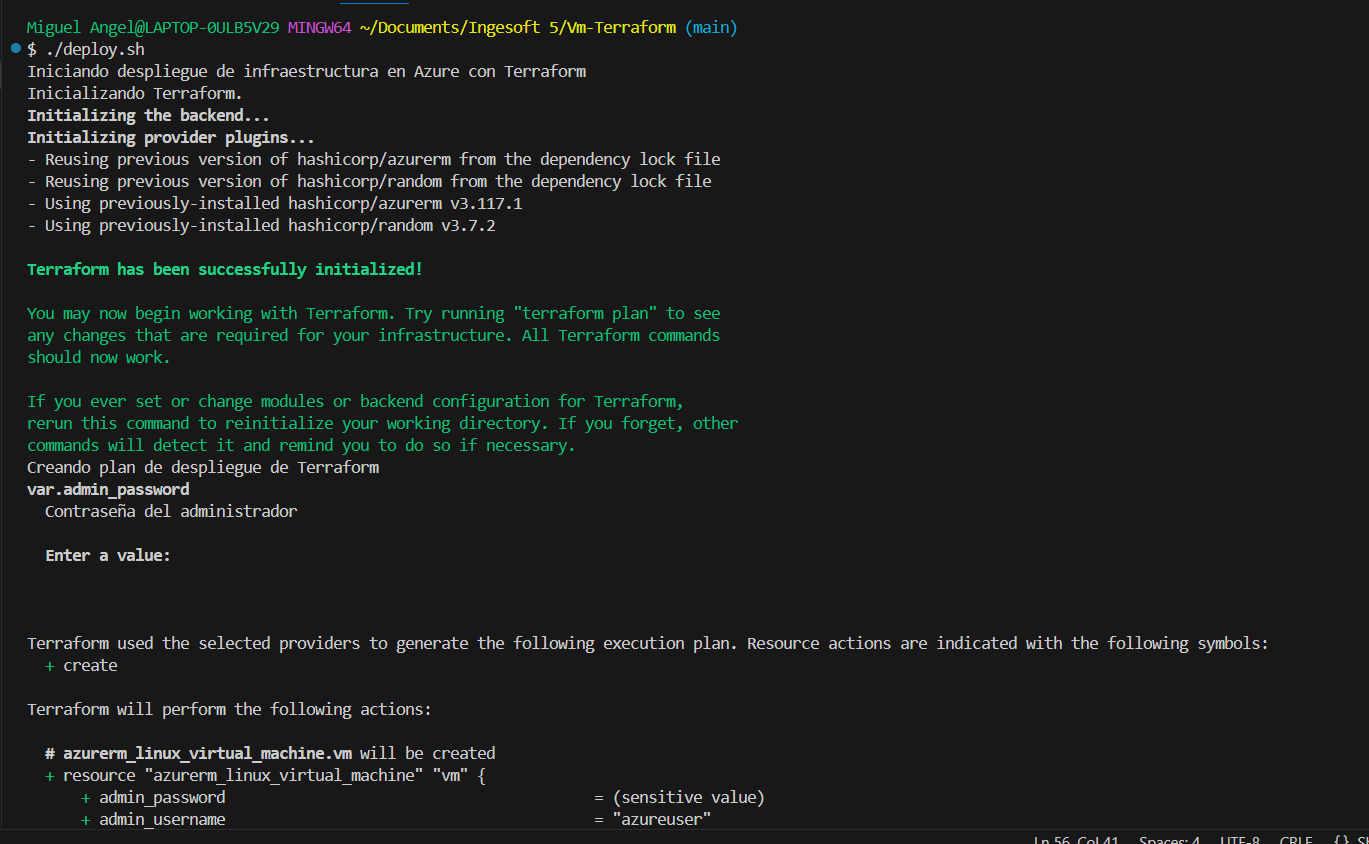 Miguel Angel@LAPTOP-0ULB5V29 MINGW64 ~/Documents/Ingesoft 5/Vm-Terraform (main)
$ ./deploy.sh
Iniciando despliegue de infraestructura en Azure con Terraform
Inicializando Terraform.
Initializing the backend...
Initializing provider plugins...
- Reusing previous version of hashicorp/azurerm from the dependency lock file
- Reusing previous version of hashicorp/random from the dependency lock file
- Using previously-installed hashicorp/azurerm v3.117.1
- Using previously-installed hashicorp/random v3.7.2
Terraform has been successfully initialized!
You may now begin working with Terraform. Try running "terraform plan" to see
any changes that are required for your infrastructure. All Terraform commands
should now work.
If you ever set or change modules or backend configuration for Terraform,
rerun this command to reinitialize your working directory. If you forget, other
commands will detect it and remind you to do so if necessary.
Creando plan de despliegue de Terraform
var.admin_password
Contraseña del administrador
Enter a value:
Terraform used the selected providers to generate the following execution plan. Resource actions are indicated with the following symbols:
+ create
Terraform will perform the following actions:
# azurerm_linux_virtual_machine.vm will be created
+ resource "azurerm_linux_virtual_machine" "vm" {
+ admin_password = (sensitive value)
+ admin_username = "azureuser"
Ln 56, Col 41 Spaces: 4 UTF-8 CRLF {}